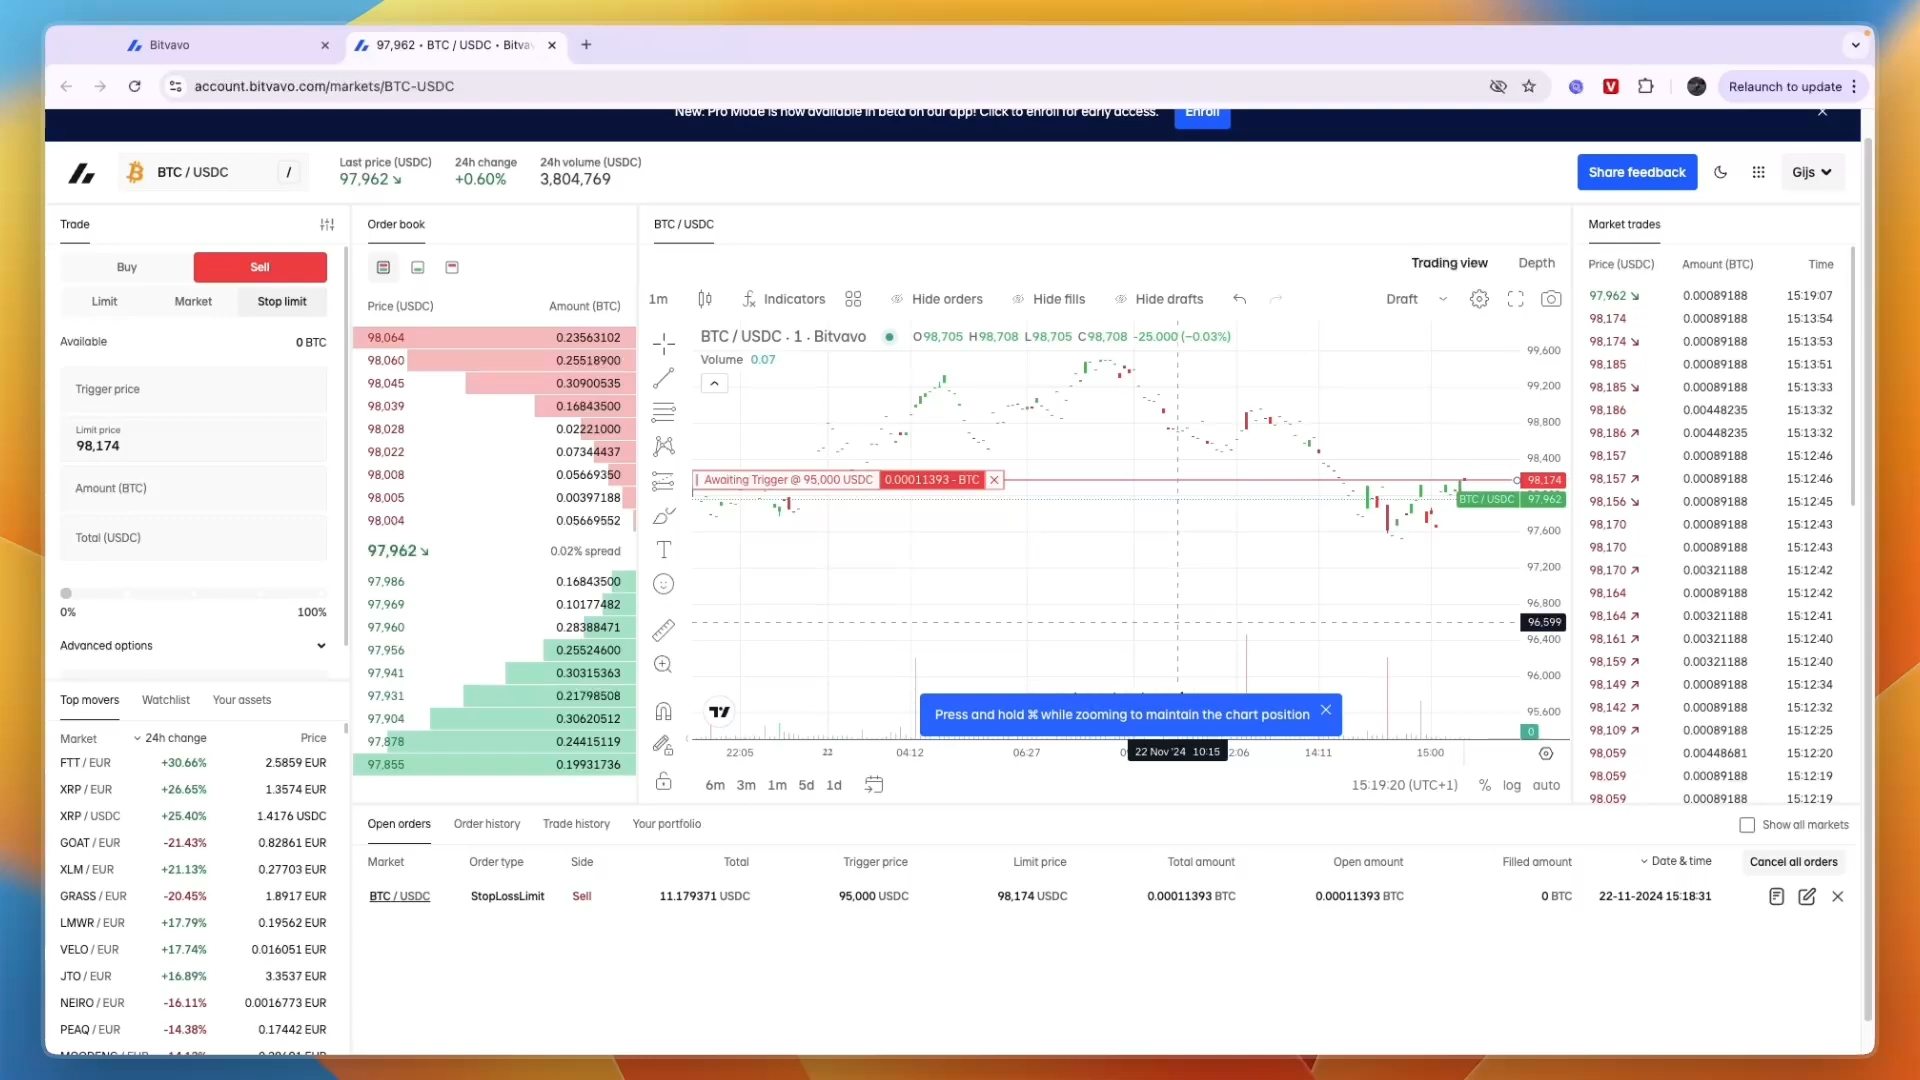 Bitvavo
97,962 • BTC / USDC • Bitva
account.bitvavo.com/markets/BTC-USDC
Relaunch to update
New: Pro Mode is now available in beta on our app! Click to enroll for early access.
Enroll
BTC / USDC
/
Last price (USDC)
97,962
24h change
+0.60%
24h volume (USDC)
3,804,769
Share feedback
Gijs
Trade
Buy
Sell
Limit
Market
Stop limit
Available
0 BTC
Trigger price
Limit price
98,174
Amount (BTC)
Total (USDC)
0%
100%
Advanced options
Top movers
Watchlist
Your assets
Market
24h change
Price
FTT / EUR +30.66% 2.5859 EUR
XRP / EUR +26.65% 1.3574 EUR
XRP / USDC +25.40% 1.4176 USDC
GOAT / EUR -21.43% 0.82861 EUR
XLM / EUR +21.13% 0.27703 EUR
GRASS / EUR -20.45% 1.8917 EUR
LMWR / EUR +17.79% 0.19562 EUR
VELO / EUR +17.74% 0.016051 EUR
JTO / EUR +16.89% 3.3537 EUR
NEIRO / EUR -16.11% 0.0016773 EUR
PEAQ / EUR -14.38% 0.17442 EUR
Order book
Price (USDC)
Amount (BTC)
98,064 0.23563102
98,060 0.25518900
98,045 0.30900535
98,039 0.16843500
98,028 0.02221000
98,022 0.07344437
98,008 0.05669350
98,005 0.00397188
98,004 0.05669552
97,962 0.02% spread
97,986 0.16843500
97,969 0.10177482
97,960 0.28388471
97,956 0.25524600
97,941 0.30315363
97,931 0.21798508
97,904 0.30620512
97,878 0.24415119
97,855 0.19931736
BTC / USDC
Trading view
Depth
1m
Indicators
Hide orders
Hide fills
Hide drafts
Draft
BTC / USDC · 1 · Bitvavo
O98,705 H98,708 L98,705 C98,708 -25.000 (−0.03%)
Volume 0.07
Awaiting Trigger @ 95,000 USDC
0.00011393 - BTC
99,600
99,200
98,800
98,400
98,174
BTC / USDC
97,962
97,600
97,200
96,800
96,599
96,400
96,000
95,600
0
Press and hold ⌘ while zooming to maintain the chart position
22:05
22
04:12
06:27
22 Nov '24 10:15
2:06
14:11
15:00
6m
3m
1m
5d
1d
15:19:20 (UTC+1)
%
log
auto
Market trades
Price (USDC)
Amount (BTC)
Time
97,962 0.00089188 15:19:07
98,174 0.00089188 15:13:54
98,174 0.00089188 15:13:53
98,185 0.00089188 15:13:51
98,185 0.00089188 15:13:33
98,186 0.00448235 15:13:32
98,186 0.00448235 15:13:32
98,157 0.00089188 15:12:46
98,157 0.00089188 15:12:46
98,156 0.00089188 15:12:45
98,170 0.00089188 15:12:43
98,170 0.00089188 15:12:43
98,170 0.00321188 15:12:42
98,164 0.00089188 15:12:42
98,164 0.00321188 15:12:41
98,161 0.00321188 15:12:40
98,159 0.00321188 15:12:40
98,149 0.00089188 15:12:34
98,142 0.00089188 15:12:32
98,109 0.00089188 15:12:25
98,059 0.00448681 15:12:20
98,059 0.00089188 15:12:19
98,059 0.00089188 15:12:19
Open orders
Order history
Trade history
Your portfolio
Show all markets
Market
Order type
Side
Total
Trigger price
Limit price
Total amount
Open amount
Filled amount
Date & time
Cancel all orders
BTC / USDC
StopLossLimit
Sell
11.179371 USDC
95,000 USDC
98,174 USDC
0.00011393 BTC
0.00011393 BTC
0 BTC
22-11-2024 15:18:31